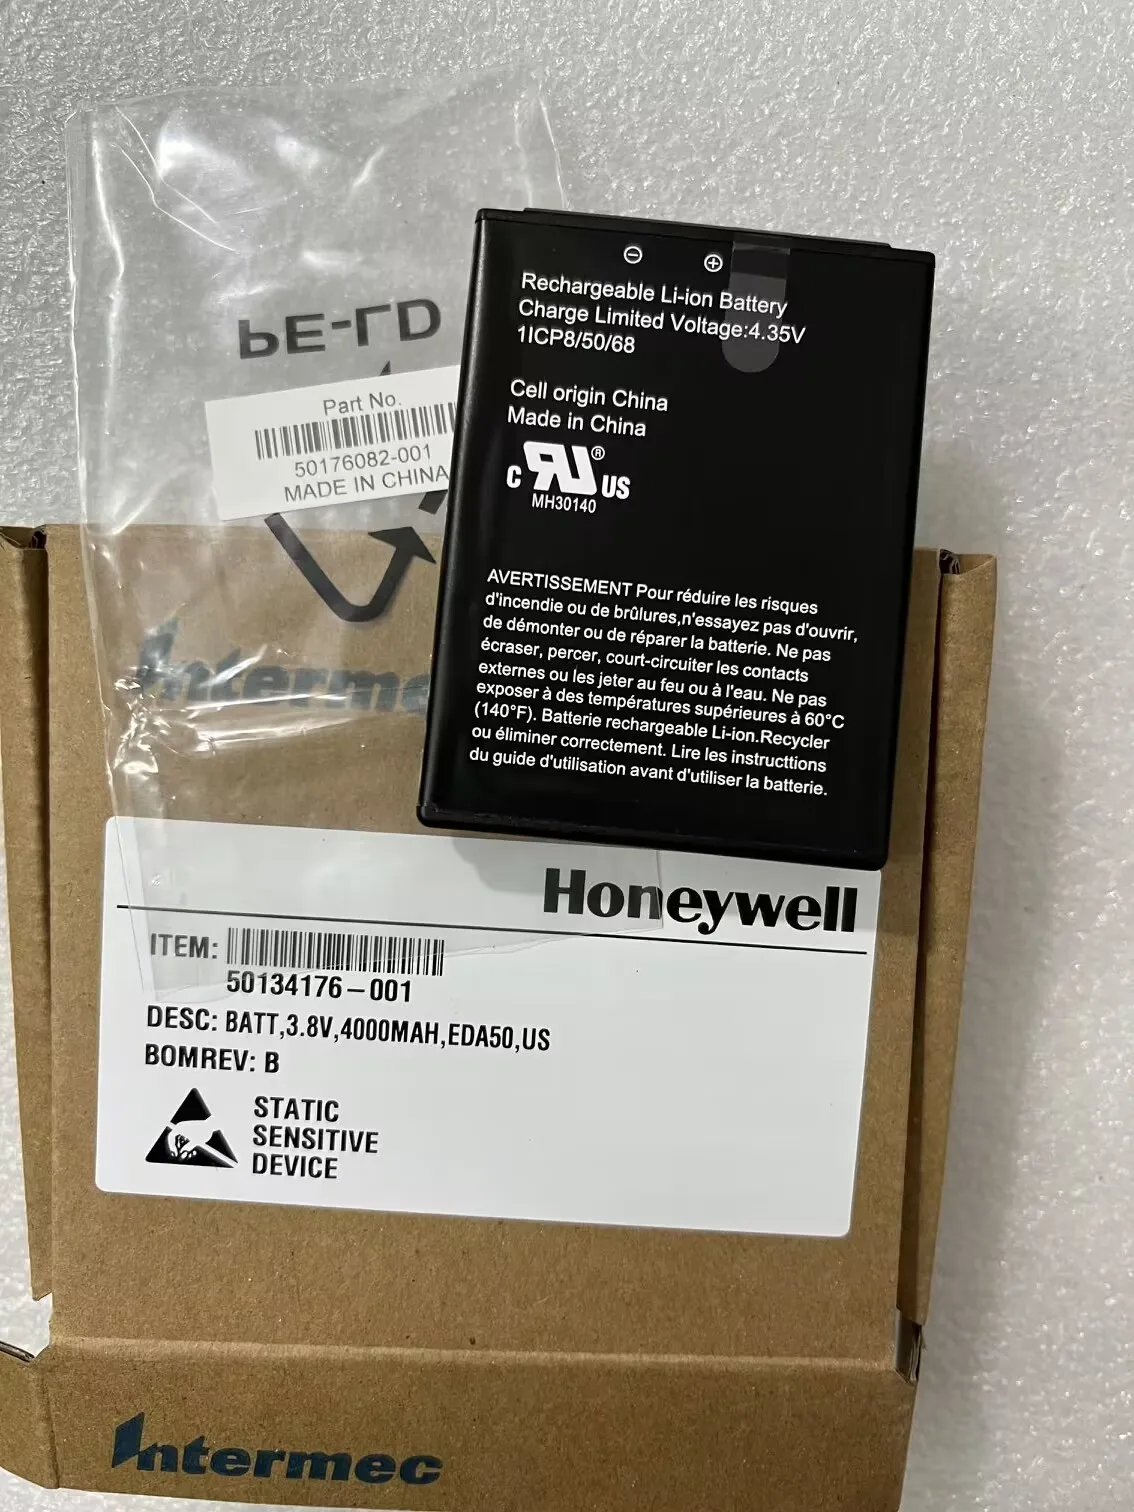 PE-LD
Part No.
50176082-001
MADE IN CHINA
Rechargeable Li-ion Battery
Charge Limited Voltage:4.35V
1ICP8/50/68
Cell origin China
Made in China
C RU® US
MH30140
AVERTISSEMENT Pour réduire les risques
d'incendie ou de brûlures,n'essayez pas d'ouvrir,
de démonter ou de réparer la batterie. Ne pas
écraser, percer, court-circuiter les contacts
externes ou les jeter au feu ou à l'eau. Ne pas
exposer à des températures supérieures à 60°C
(140°F). Batterie rechargeable Li-ion.Recycler
ou éliminer correctement. Lire les instructtions
du guide d'utilisation avant d'utiliser la batterie.
Intermec
Honeywell
ITEM:
50134176-001
DESC: BATT,3.8V,4000MAH,EDA50,US
BOMREV: B
STATIC
SENSITIVE
DEVICE
Intermec